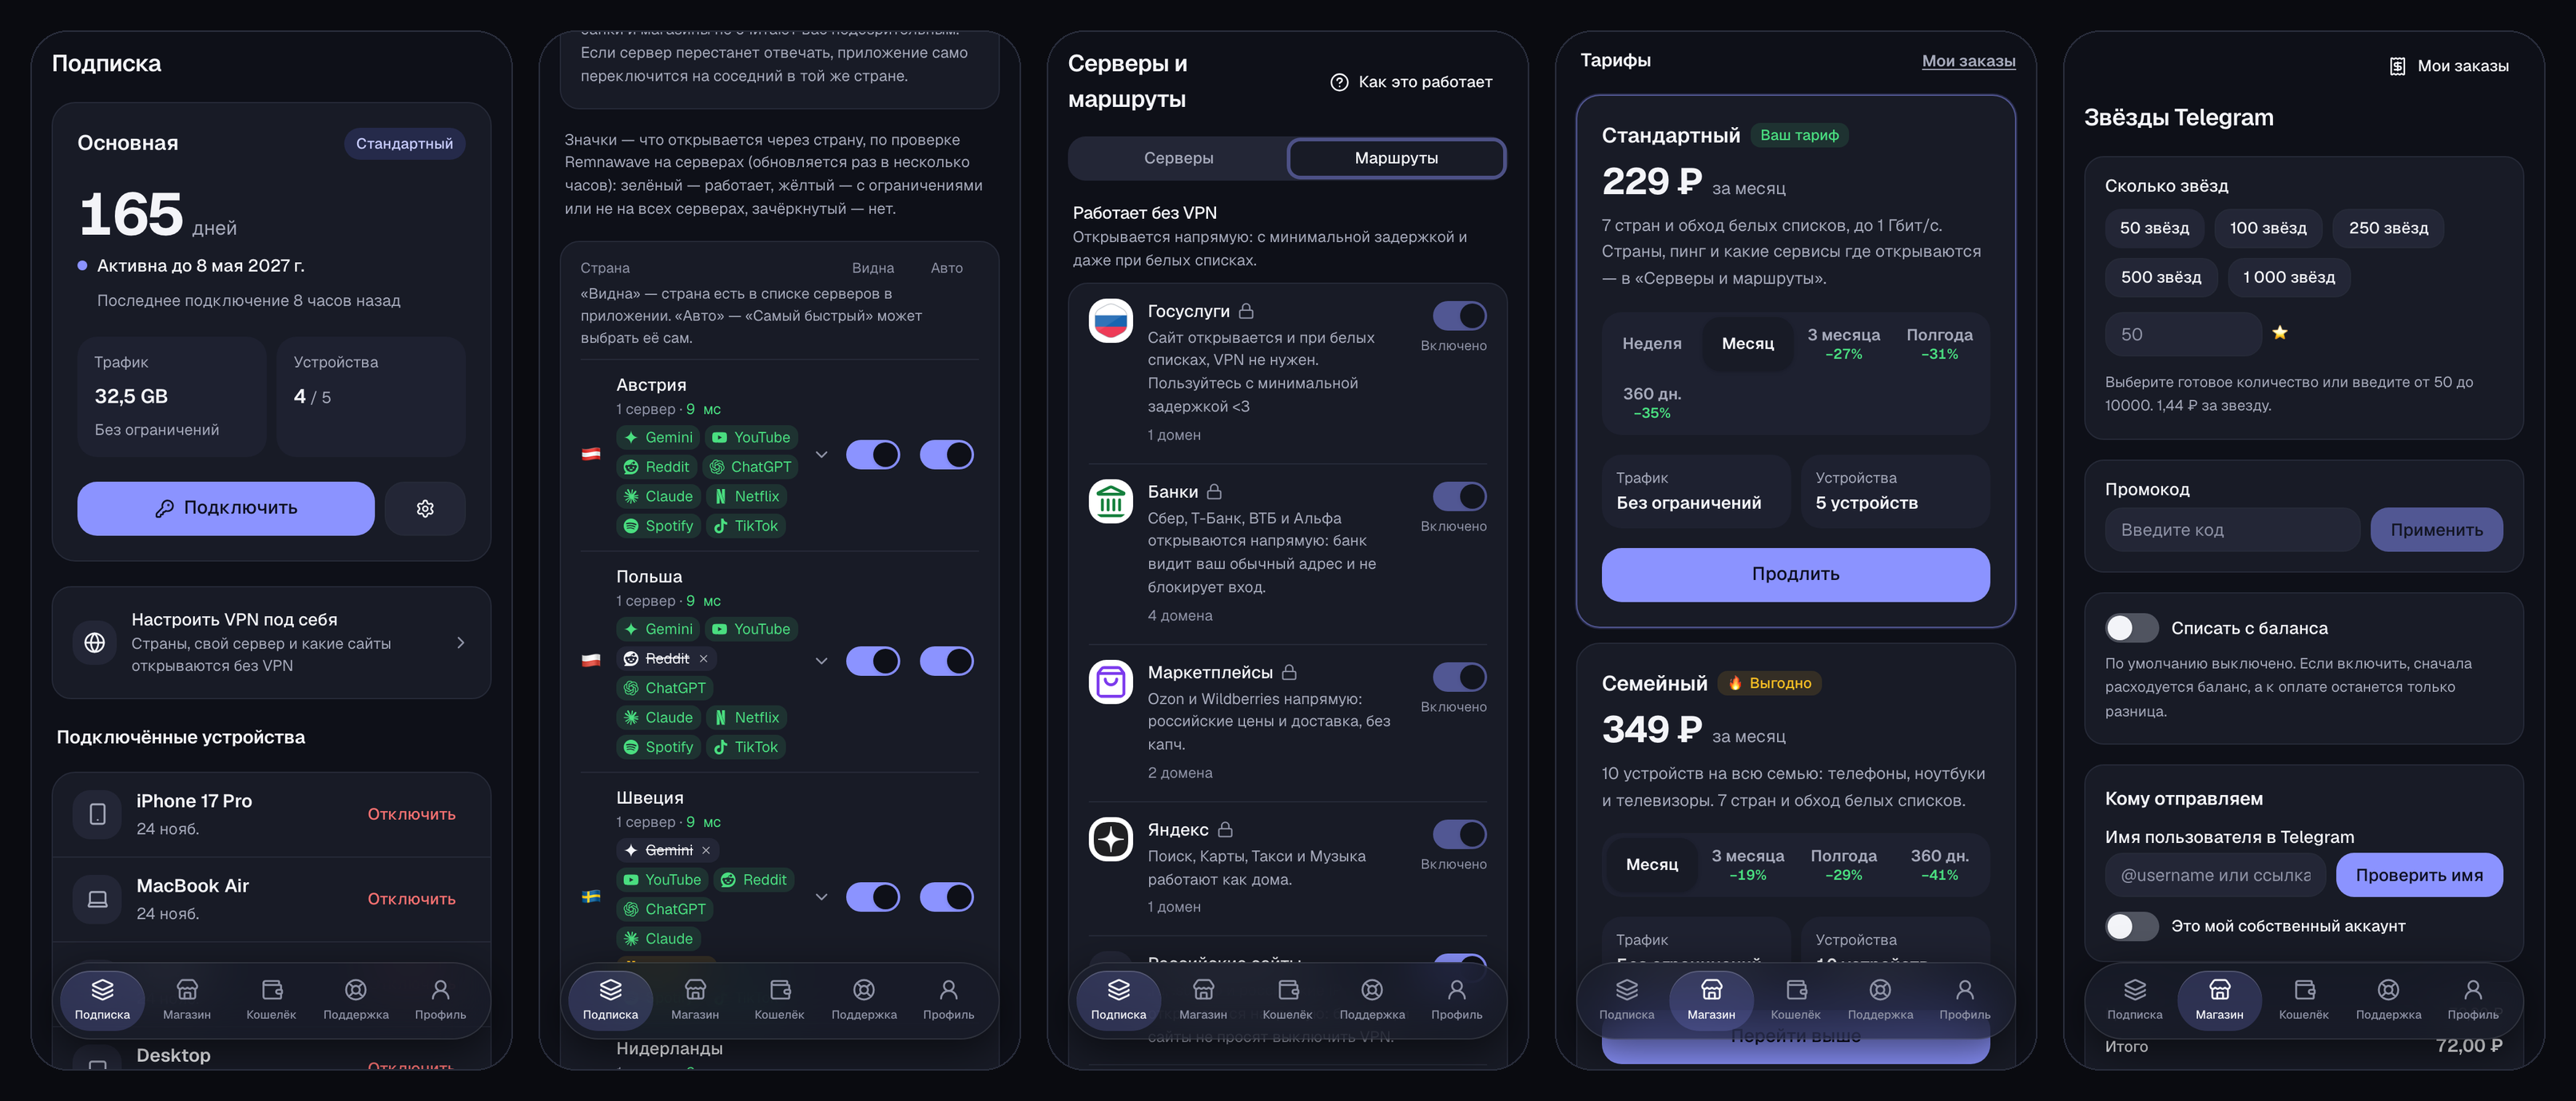 Подписка
Основная
Стандартный
165 дней
Активна до 8 мая 2027 г.
Последнее подключение 8 часов назад
Трафик
32,5 GB
Без ограничений
Устройства
4 / 5
Подключить
Настроить VPN под себя
Страны, свой сервер и какие сайты
открываются без VPN
Подключённые устройства
iPhone 17 Pro
24 нояб.
Отключить
MacBook Air
24 нояб.
Отключить
Подписка
Магазин
Кошелёк
Поддержка
Профиль
Desktop
Отключить
Если сервер перестанет отвечать, приложение само
переключится на соседний в той же стране.
Значки — что открывается через страну, по проверке
Remnawave на серверах (обновляется раз в несколько
часов): зелёный — работает, жёлтый — с ограничениями
или не на всех серверах, зачёркнутый — нет.
Страна
Видна
Авто
«Видна» — страна есть в списке серверов в
приложении. «Авто» — «Самый быстрый» может
выбрать её сам.
Австрия
1 сервер · 9 мс
Gemini
YouTube
Reddit
ChatGPT
Claude
Netflix
Spotify
TikTok
Польша
1 сервер · 9 мс
Gemini
YouTube
Reddit ×
ChatGPT
Claude
Netflix
Spotify
TikTok
Швеция
1 сервер · 9 мс
Gemini ×
YouTube
Reddit
ChatGPT
Claude
Подписка
Магазин
Кошелёк
Поддержка
Профиль
Нидерланды
Серверы и
маршруты
Как это работает
Серверы
Маршруты
Работает без VPN
Открывается напрямую: с минимальной задержкой и
даже при белых списках.
Госуслуги
Сайт открывается и при белых
списках, VPN не нужен.
Пользуйтесь с минимальной
задержкой <3
1 домен
Включено
Банки
Сбер, Т-Банк, ВТБ и Альфа
открываются напрямую: банк
видит ваш обычный адрес и не
блокирует вход.
4 домена
Включено
Маркетплейсы
Ozon и Wildberries напрямую:
российские цены и доставка, без
капч.
2 домена
Включено
Яндекс
Поиск, Карты, Такси и Музыка
работают как дома.
1 домен
Включено
Российские сайты
Подписка
Магазин
Кошелёк
Поддержка
Профиль
сайты не просят выключить VPN.
Тарифы
Мои заказы
Стандартный
Ваш тариф
229 ₽ за месяц
7 стран и обход белых списков, до 1 Гбит/с.
Страны, пинг и какие сервисы где открываются
— в «Серверы и маршруты».
Неделя
Месяц
3 месяца
−27%
Полгода
−31%
360 дн.
−35%
Трафик
Без ограничений
Устройства
5 устройств
Продлить
Семейный
Выгодно
349 ₽ за месяц
10 устройств на всю семью: телефоны, ноутбуки
и телевизоры. 7 стран и обход белых списков.
Месяц
3 месяца
−19%
Полгода
−29%
360 дн.
−41%
Трафик
Без ограничений
Устройства
10 устройств
Подписка
Магазин
Кошелёк
Поддержка
Профиль
Перейти выше
Мои заказы
Звёзды Telegram
Сколько звёзд
50 звёзд
100 звёзд
250 звёзд
500 звёзд
1 000 звёзд
50
Выберите готовое количество или введите от 50 до
10000. 1,44 ₽ за звезду.
Промокод
Введите код
Применить
Списать с баланса
По умолчанию выключено. Если включить, сначала
расходуется баланс, а к оплате останется только
разница.
Кому отправляем
Имя пользователя в Telegram
@username или ссылка
Проверить имя
Это мой собственный аккаунт
Подписка
Магазин
Кошелёк
Поддержка
Профиль
Итого
72,00 ₽